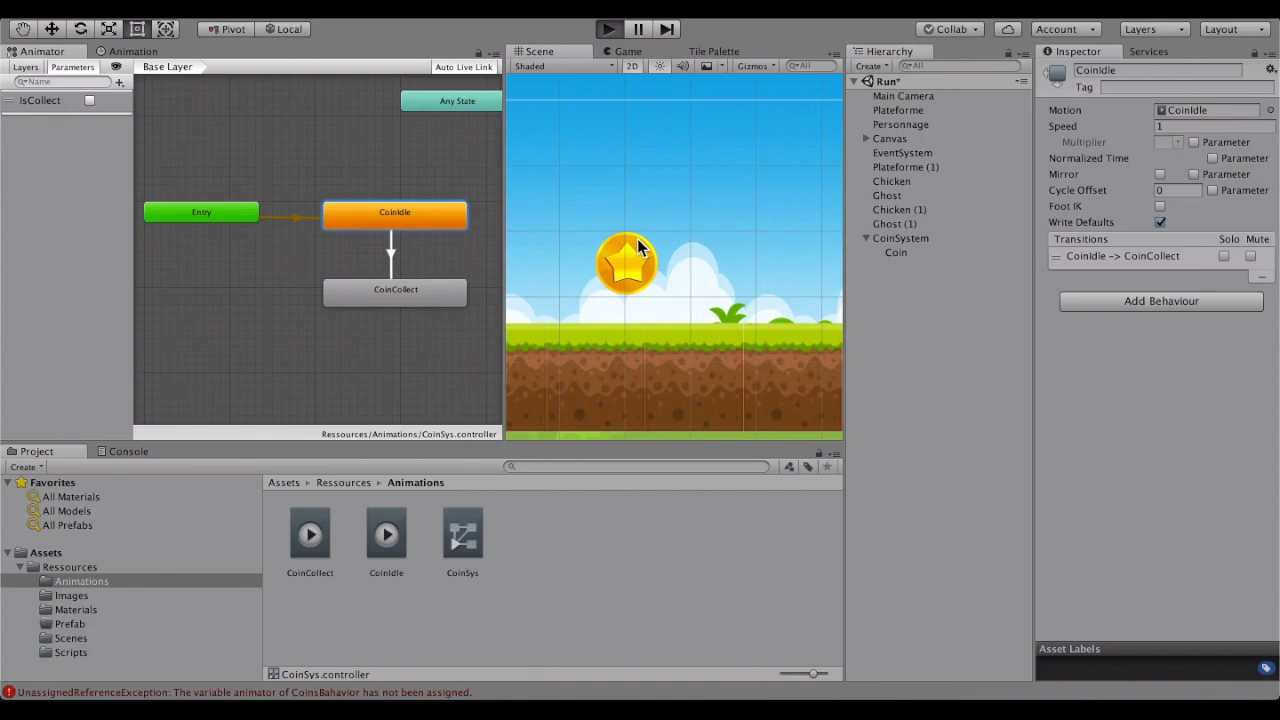 Pivot Local Collab Account Layers Layout
Animator Animation
Layers Parameters Base Layer Auto Live Link
Name
IsCollect
Any State
Entry
CoinIdle
CoinCollect
Ressources/Animations/CoinSys.controller
Scene Game Tile Palette
Shaded 2D Gizmos All
Hierarchy
Create All
Run*
Main Camera
Plateforme
Personnage
Canvas
EventSystem
Plateforme (1)
Chicken
Ghost
Chicken (1)
Ghost (1)
CoinSystem
Coin
Inspector Services
CoinIdle
Tag
Motion CoinIdle
Speed 1
Multiplier Parameter
Normalized Time Parameter
Mirror Parameter
Cycle Offset 0 Parameter
Foot IK
Write Defaults
Transitions Solo Mute
CoinIdle -> CoinCollect
Add Behaviour
Asset Labels
Project Console
Create
Favorites
All Materials
All Models
All Prefabs
Assets
Ressources
Animations
Images
Materials
Prefab
Scenes
Scripts
Assets Ressources Animations
CoinCollect CoinIdle CoinSys
CoinSys.controller
UnassignedReferenceException: The variable animator of CoinsBahavior has not been assigned.